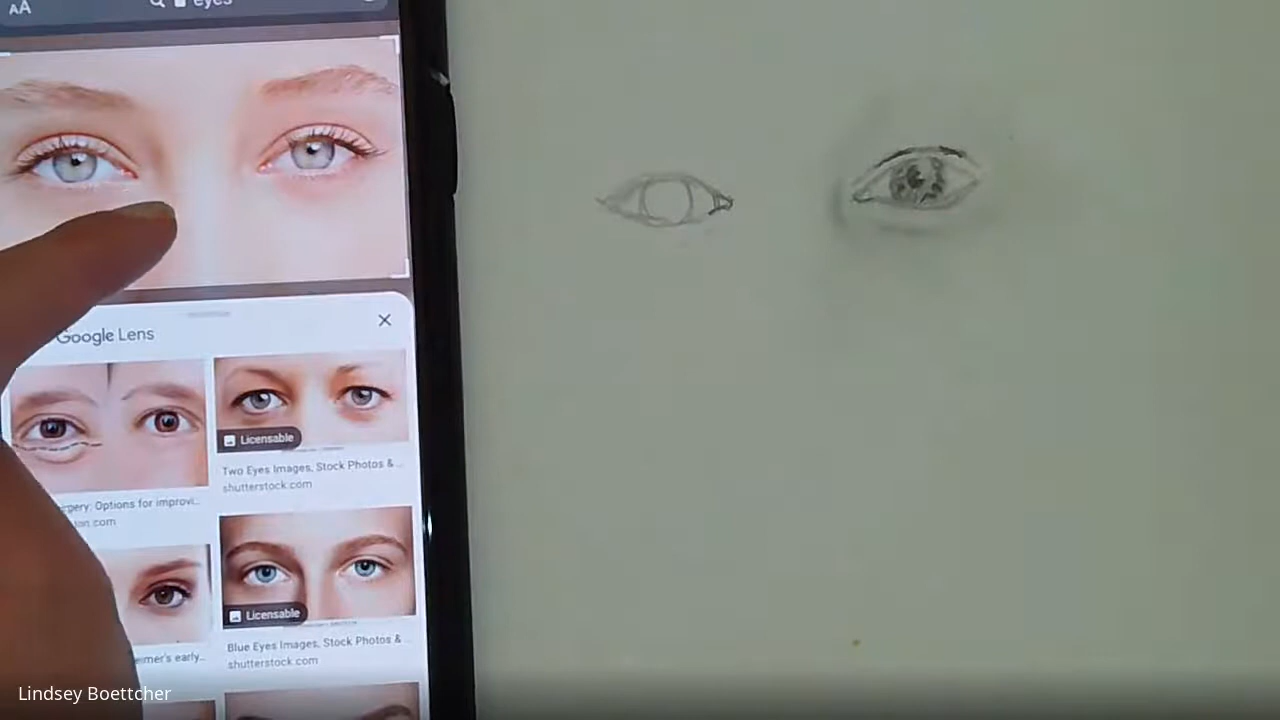 AA
eyes
Google Lens
Licensable
Two Eyes Images, Stock Photos & ...
shutterstock.com
Options for improvi...
Licensable
Blue Eyes Images, Stock Photos & ...
shutterstock.com
early...
Lindsey Boettcher